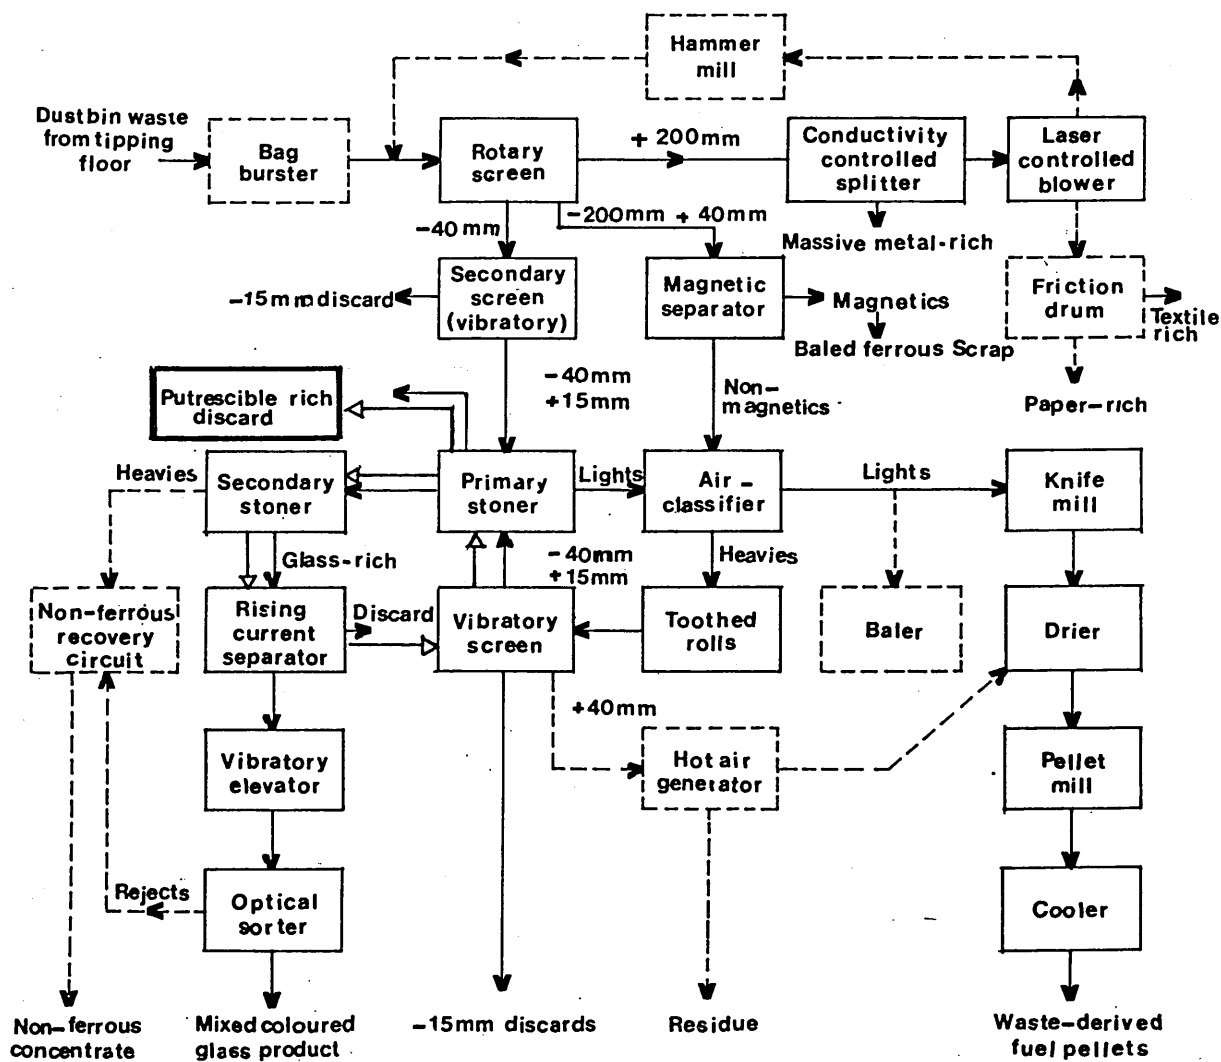 Hammer
mill
Dustbin waste
from tipping
floor
Bag
burster
Rotary
screen
+ 200mm
Conductivity
controlled
splitter
Laser
controlled
blower
-40mm
-200mm + 40mm
Massive metal-rich
-15mm discard
Secondary
screen
(vibratory)
Magnetic
separator
Magnetics
Baled ferrous Scrap
Friction
drum
Textile
rich
Putrescible rich
discard
-40mm
+15mm
Non-
magnetics
Paper-rich
Heavies
Secondary
stoner
Primary
stoner
Lights
Air-
classifier
Lights
Knife
mill
Glass-rich
-40mm
+15mm
Heavies
Non-ferrous
recovery
circuit
Rising
current
separator
Discard
Vibratory
screen
Toothed
rolls
Baler
Drier
+40mm
Vibratory
elevator
Hot air
generator
Pellet
mill
Rejects
Optical
sorter
Cooler
Non-ferrous
concentrate
Mixed coloured
glass product
-15mm discards
Residue
Waste-derived
fuel pellets